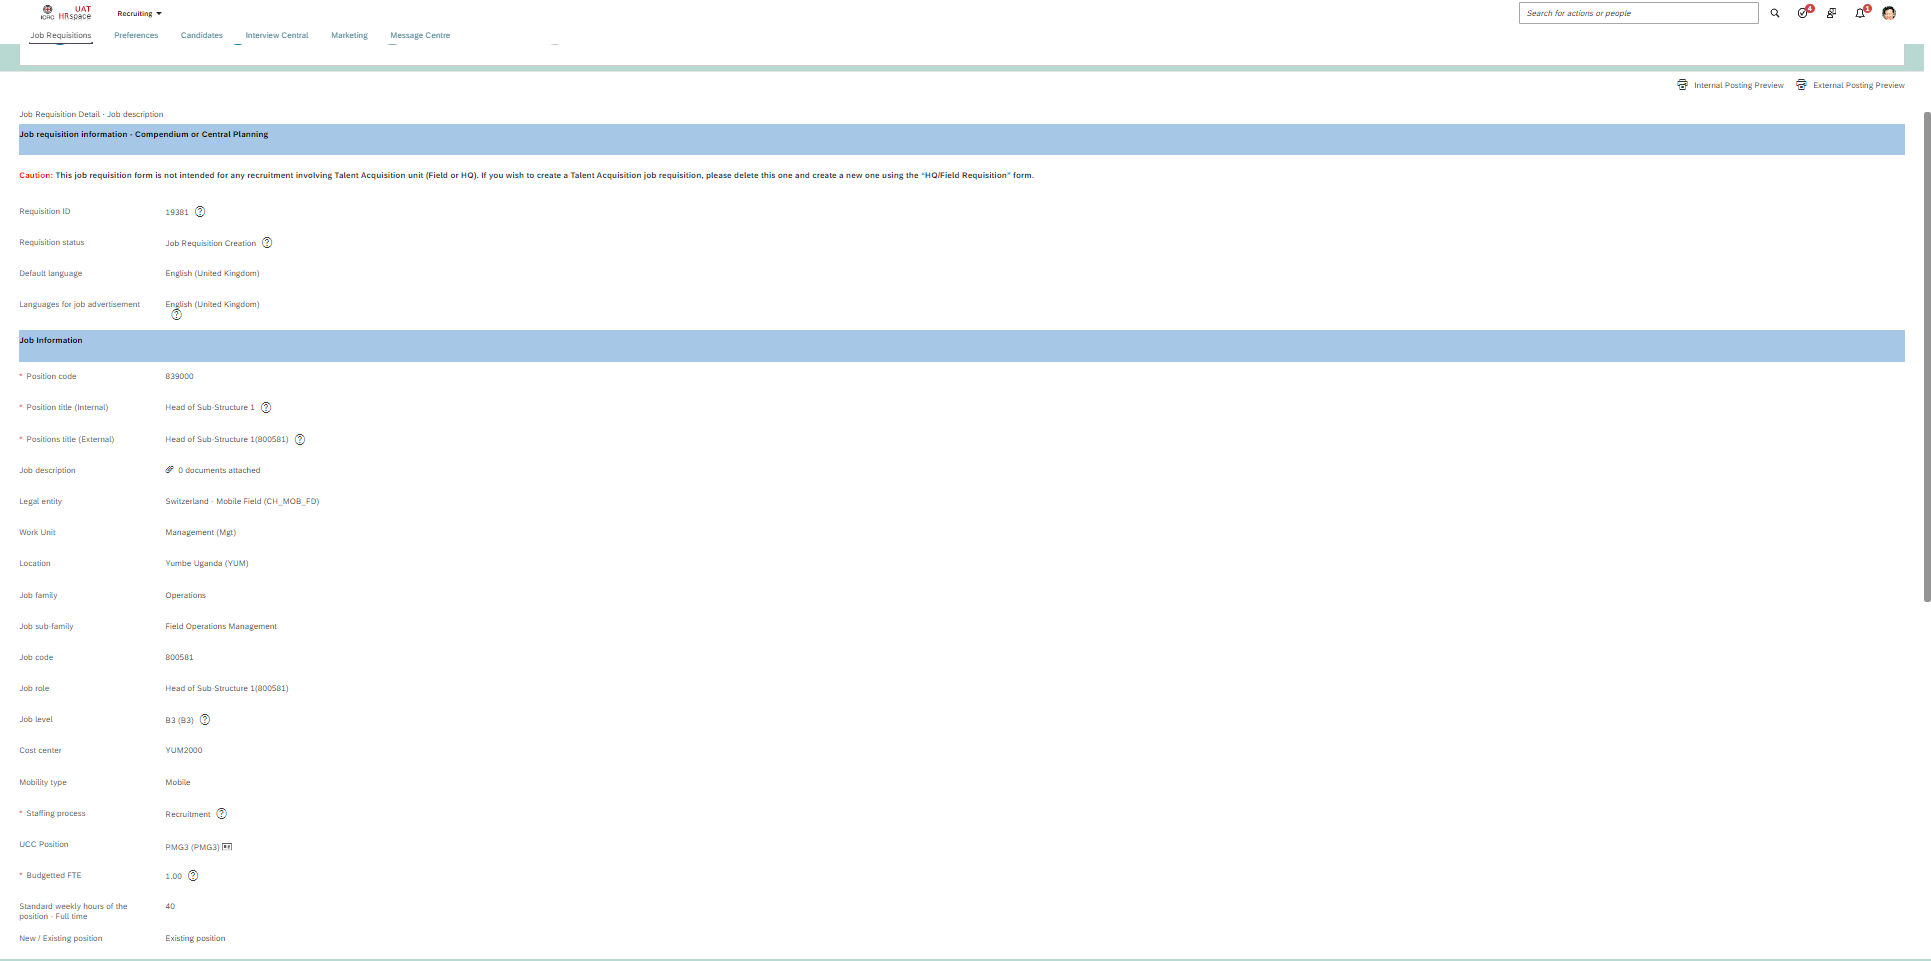 UAT
ICRC HRspace
Recruiting
Search for actions or people
4
1
Job Requisitions
Preferences
Candidates
Interview Central
Marketing
Message Centre
Internal Posting Preview
External Posting Preview
Job Requisition Detail - Job description
Job requisition information - Compendium or Central Planning
Caution: This job requisition form is not intended for any recruitment involving Talent Acquisition unit (Field or HQ). If you wish to create a Talent Acquisition job requisition, please delete this one and create a new one using the "HQ/Field Requisition" form.
Requisition ID 19381 ?
Requisition status Job Requisition Creation ?
Default language English (United Kingdom)
Languages for job advertisement English (United Kingdom)
?
Job Information
* Position code 839000
* Position title (Internal) Head of Sub-Structure 1 ?
* Positions title (External) Head of Sub-Structure 1(800581) ?
Job description 0 documents attached
Legal entity Switzerland - Mobile Field (CH_MOB_FD)
Work Unit Management (Mgt)
Location Yumbe Uganda (YUM)
Job family Operations
Job sub-family Field Operations Management
Job code 800581
Job role Head of Sub-Structure 1(800581)
Job level B3 (B3) ?
Cost center YUM2000
Mobility type Mobile
* Staffing process Recruitment ?
UCC Position PMG3 (PMG3)
* Budgetted FTE 1.00 ?
Standard weekly hours of the 40
position - Full time
New / Existing position Existing position